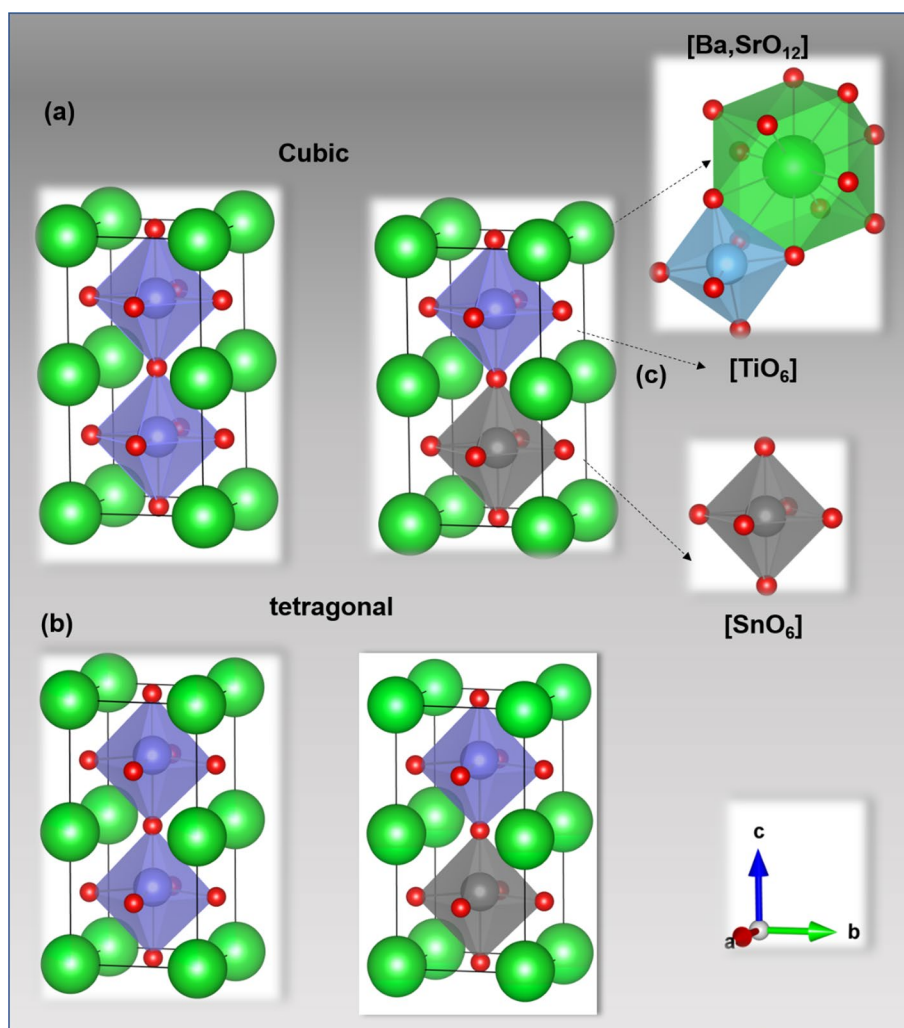 [Ba,SrO₁₂]
(a)
Cubic
(c)
[TiO₆]
[SnO₆]
tetragonal
(b)
c
a
b